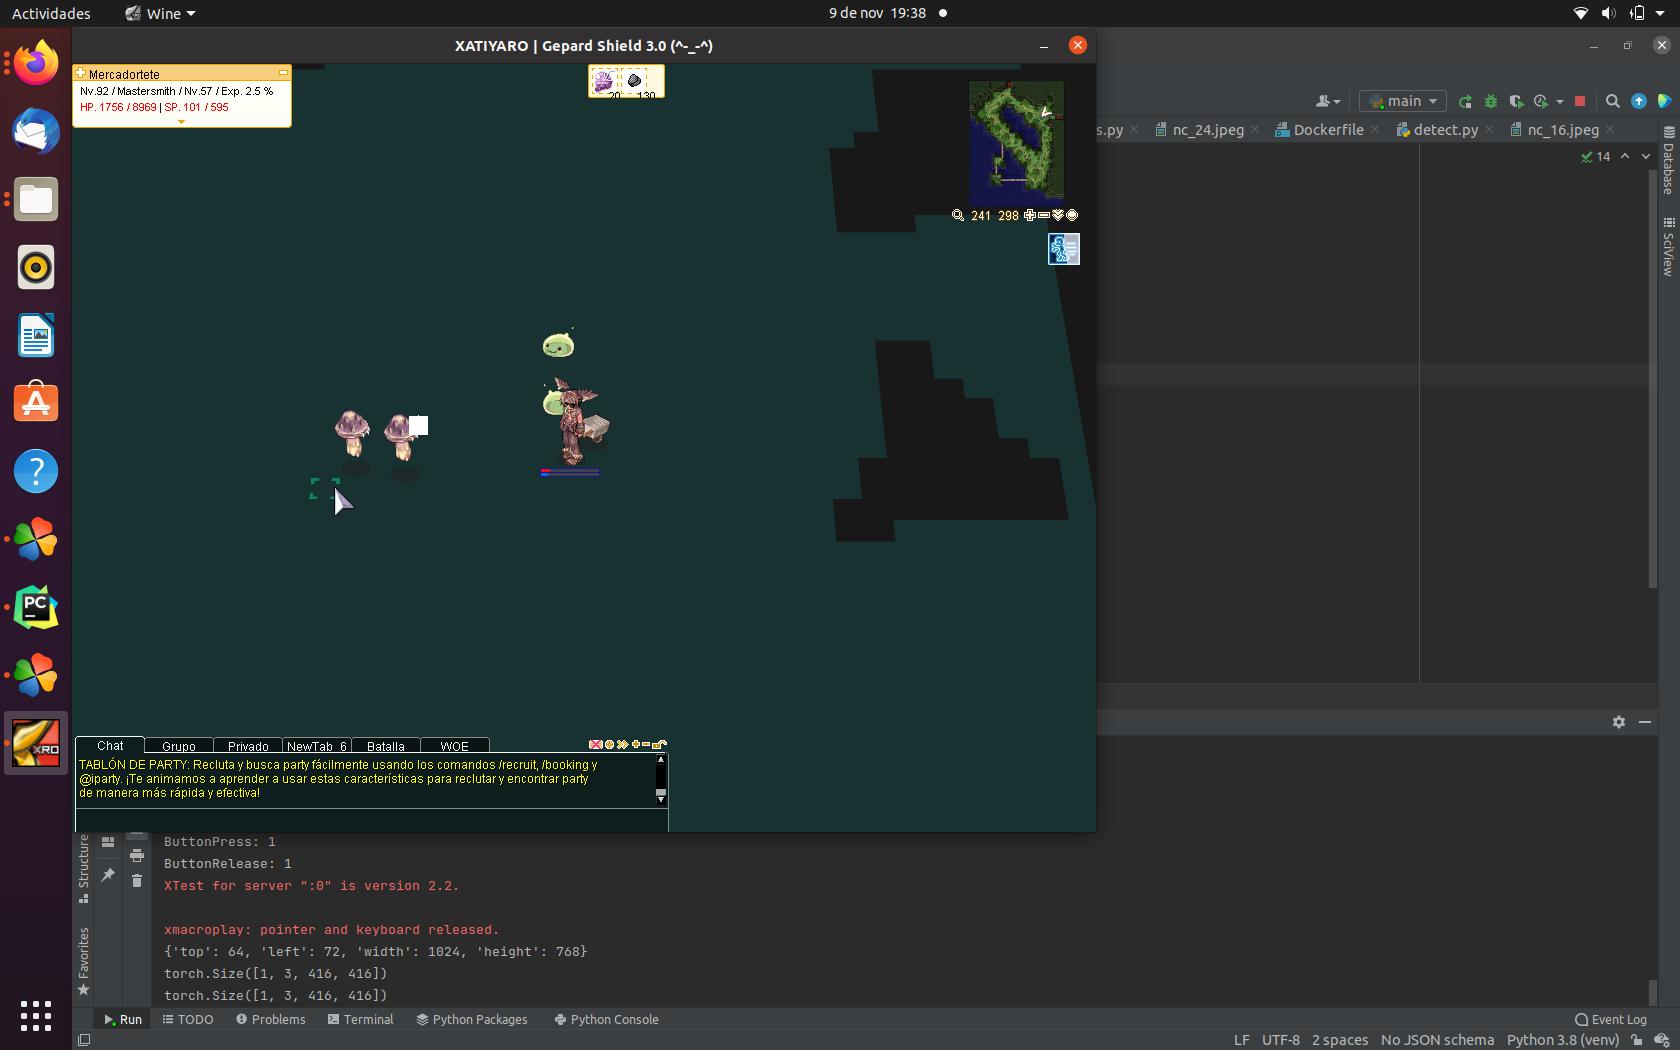 Actividades
Wine
9 de nov 19:38
XATIYARO | Gepard Shield 3.0 (^-_-^)
Mercadortete
Nv.92 / Mastersmith / Nv.57 / Exp. 2.5 %
HP. 1756 / 8969 | SP. 101 / 595
20
130
241 298
main
s.py
nc_24.jpeg
Dockerfile
detect.py
nc_16.jpeg
14
Database
SciView
PC
XRO
Chat
Grupo
Privado
NewTab 6
Batalla
WOE
TABLÓN DE PARTY: Recluta y busca party fácilmente usando los comandos /recruit, /booking y
@iparty. ¡Te animamos a aprender a usar estas características para reclutar y encontrar party
de manera más rápida y efectiva!
Structure
Favorites
ButtonPress: 1
ButtonRelease: 1
XTest for server ":0" is version 2.2.
xmacroplay: pointer and keyboard released.
{'top': 64, 'left': 72, 'width': 1024, 'height': 768}
torch.Size([1, 3, 416, 416])
torch.Size([1, 3, 416, 416])
Run
TODO
Problems
Terminal
Python Packages
Python Console
Event Log
LF
UTF-8
2 spaces
No JSON schema
Python 3.8 (venv)